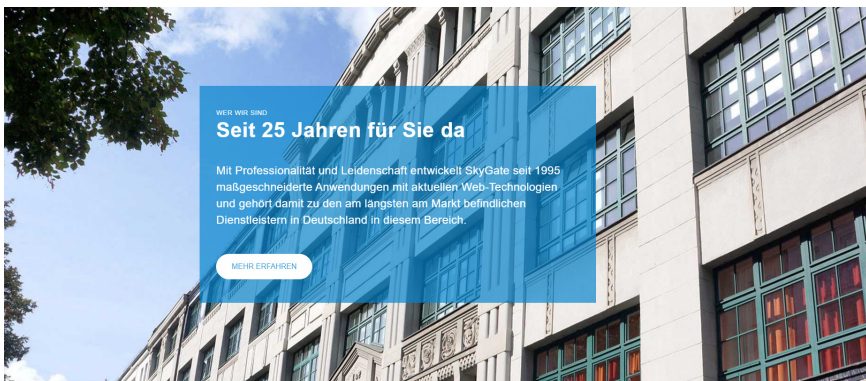 WER WIR SIND
Seit 25 Jahren für Sie da
Mit Professionalität und Leidenschaft entwickelt SkyGate seit 1995
maßgeschneiderte Anwendungen mit aktuellen Web-Technologien
und gehört damit zu den am längsten am Markt befindlichen
Dienstleistern in Deutschland in diesem Bereich.
MEHR ERFAHREN